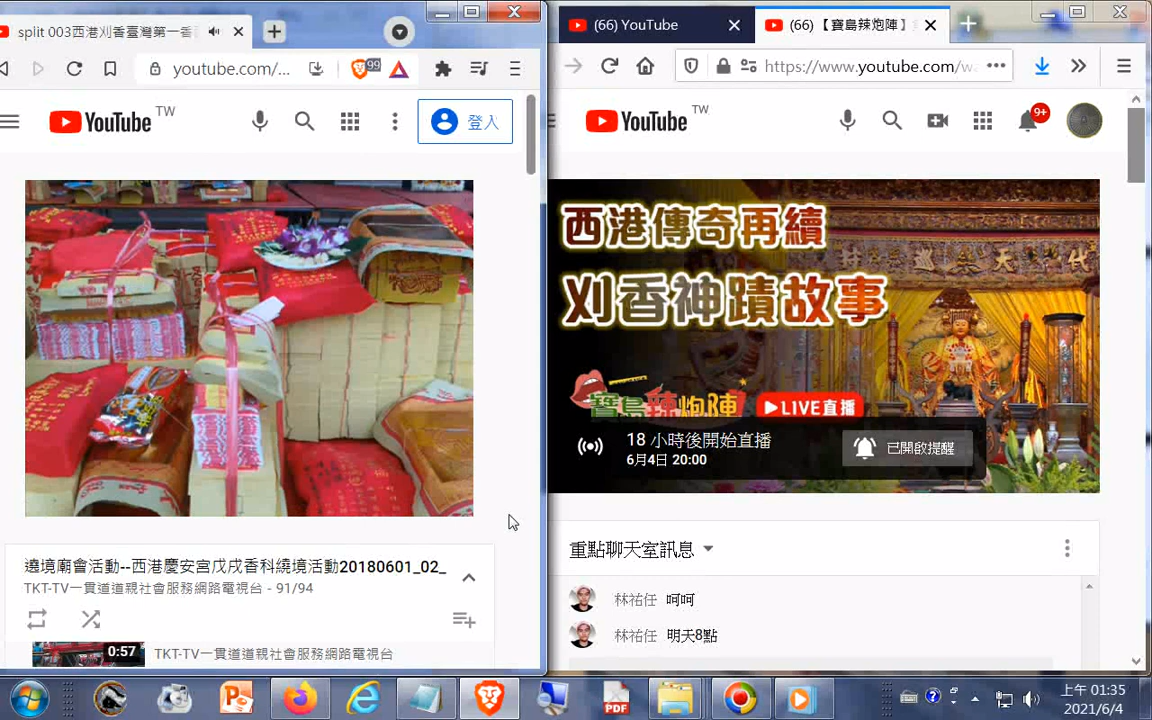 split 003西港刈香臺灣第一香
youtube.com/...
99
YouTube TW
登入
遶境廟會活動--西港慶安宮戊戌香科繞境活動20180601_02_
TKT-TV一貫道道親社會服務網路電視台 - 91/94
0:57
TKT-TV一貫道道親社會服務網路電視台
(66) YouTube
(66) 【寶島辣炮陣】
https://www.youtube.com/wa
YouTube TW
9+
西港傳奇再續
刈香神蹟故事
代天巡
寶島辣炮陣
LIVE直播
18 小時後開始直播
6月4日 20:00
已開啟提醒
重點聊天室訊息
林祐任 呵呵
林祐任 明天8點
PDF
上午 01:35
2021/6/4